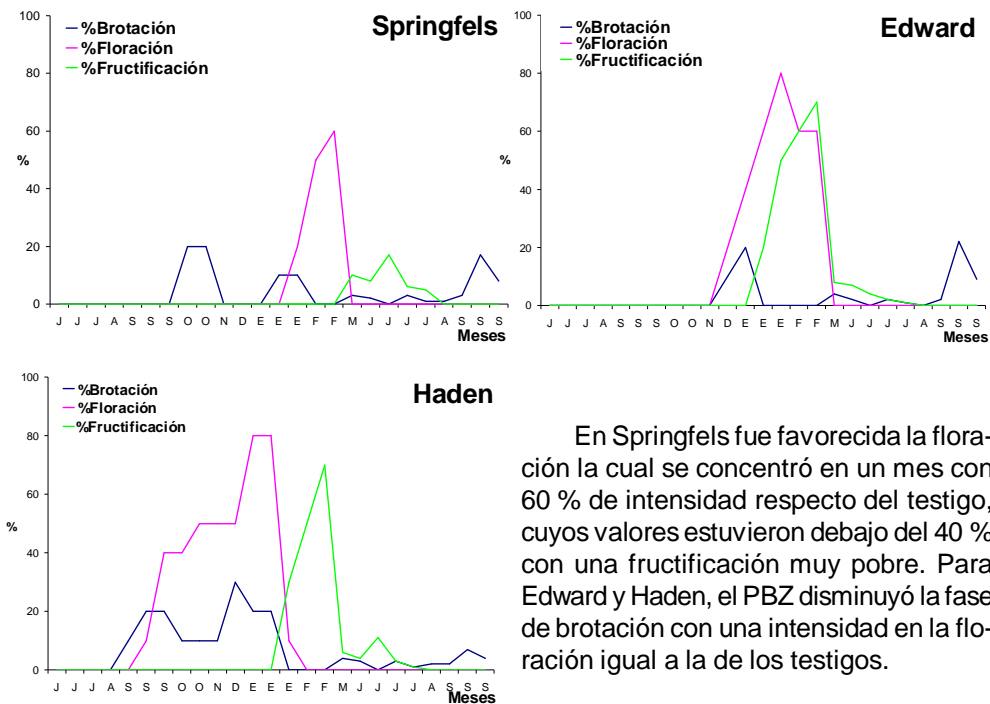 Springfels
%Brotación
%Floración
%Fructificación
100
80
60
%
40
20
0
J J J A S S S O O N D E E E F F M J J J J A S S S
Meses
Edward
%Brotación
%Floración
%Fructificación
100
80
60
%
40
20
0
J J J A S S S O O N D E E E F F M J J J J A S S S
Meses
Haden
%Brotación
%Floración
%Fructificación
100
80
60
%
40
20
0
J J J A S S S O O N D E E E F F M J J J J A S S S
Meses
En Springfels fue favorecida la flora-
ción la cual se concentró en un mes con
60 % de intensidad respecto del testigo,
cuyos valores estuvieron debajo del 40 %
con una fructificación muy pobre. Para
Edward y Haden, el PBZ disminuyó la fase
de brotación con una intensidad en la flo-
ración igual a la de los testigos.